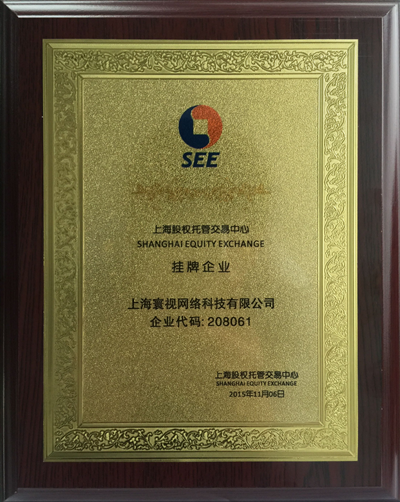 SEE
上海股权托管交易中心
SHANGHAI EQUITY EXCHANGE
挂牌企业
上海寰视网络科技有限公司
企业代码: 208061
上海股权托管交易中心
SHANGHAI EQUITY EXCHANGE
2015年11月06日